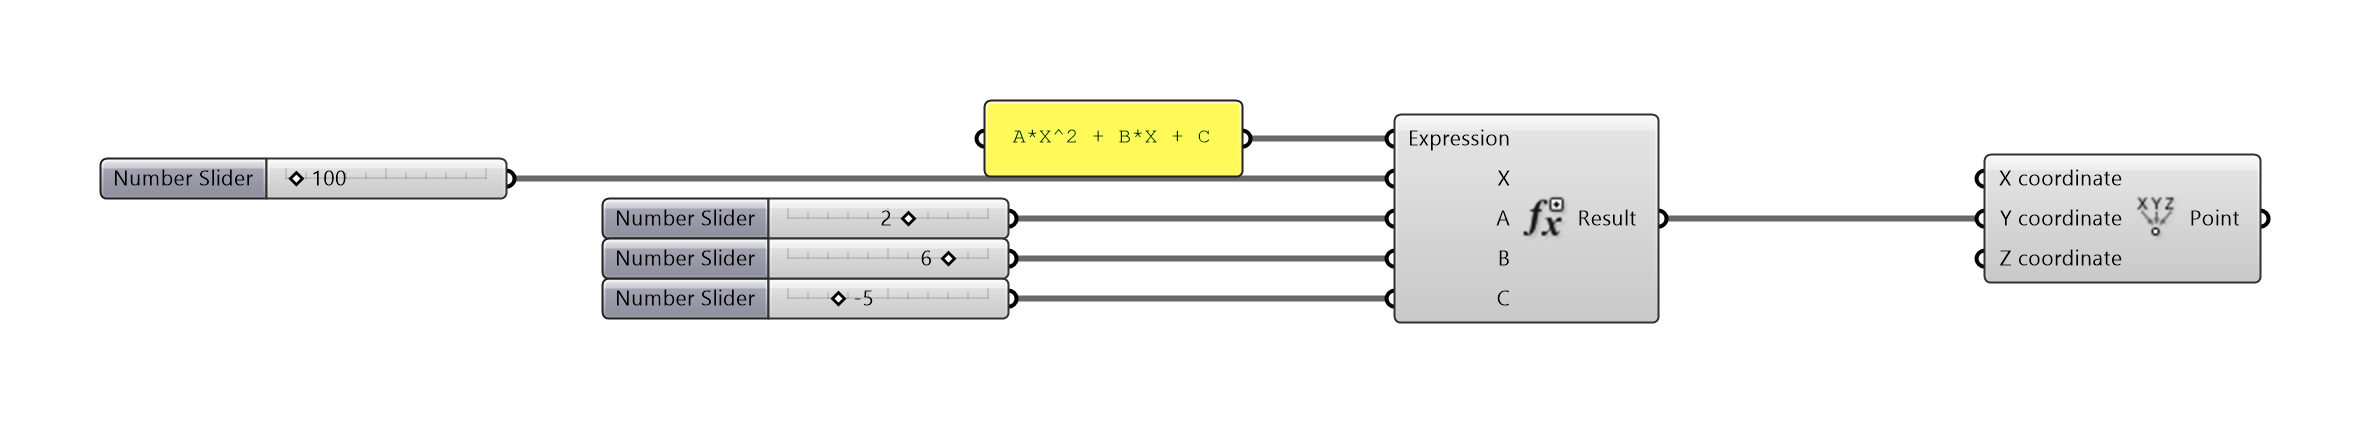 A*X^2 + B*X + C
Number Slider 100
Number Slider 2
Number Slider 6
Number Slider -5
Expression
X
A
B
C
Result
X coordinate
Y coordinate
Z coordinate
XYZ
Point